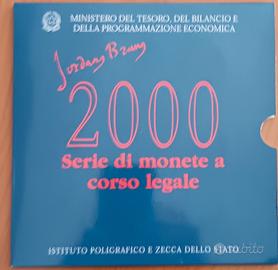 MINISTERO DEL TESORO, DEL BILANCIO E
DELLA PROGRAMMAZIONE ECONOMICA
Jordanus Brunus
2000
Serie di monete a
corso legale
ISTITUTO POLIGRAFICO E ZECCA DELLO STATO
subito